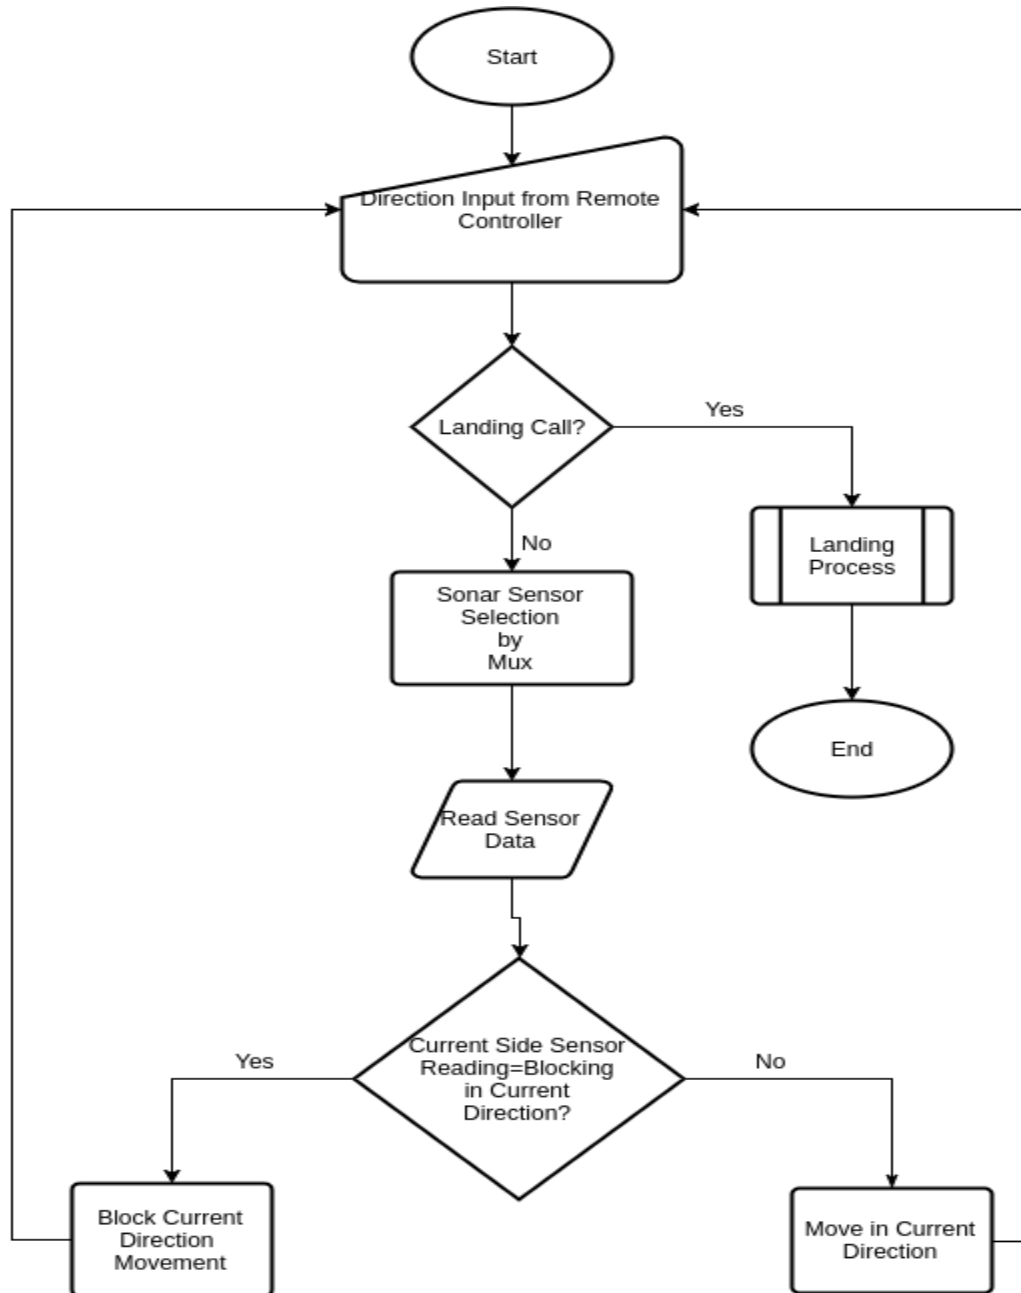 Start
Direction Input from Remote
Controller
Landing Call?
Yes
No
Landing
Process
Sonar Sensor
Selection
by
Mux
End
Read Sensor
Data
Current Side Sensor
Reading=Blocking
in Current
Direction?
Yes
No
Block Current
Direction
Movement
Move in Current
Direction